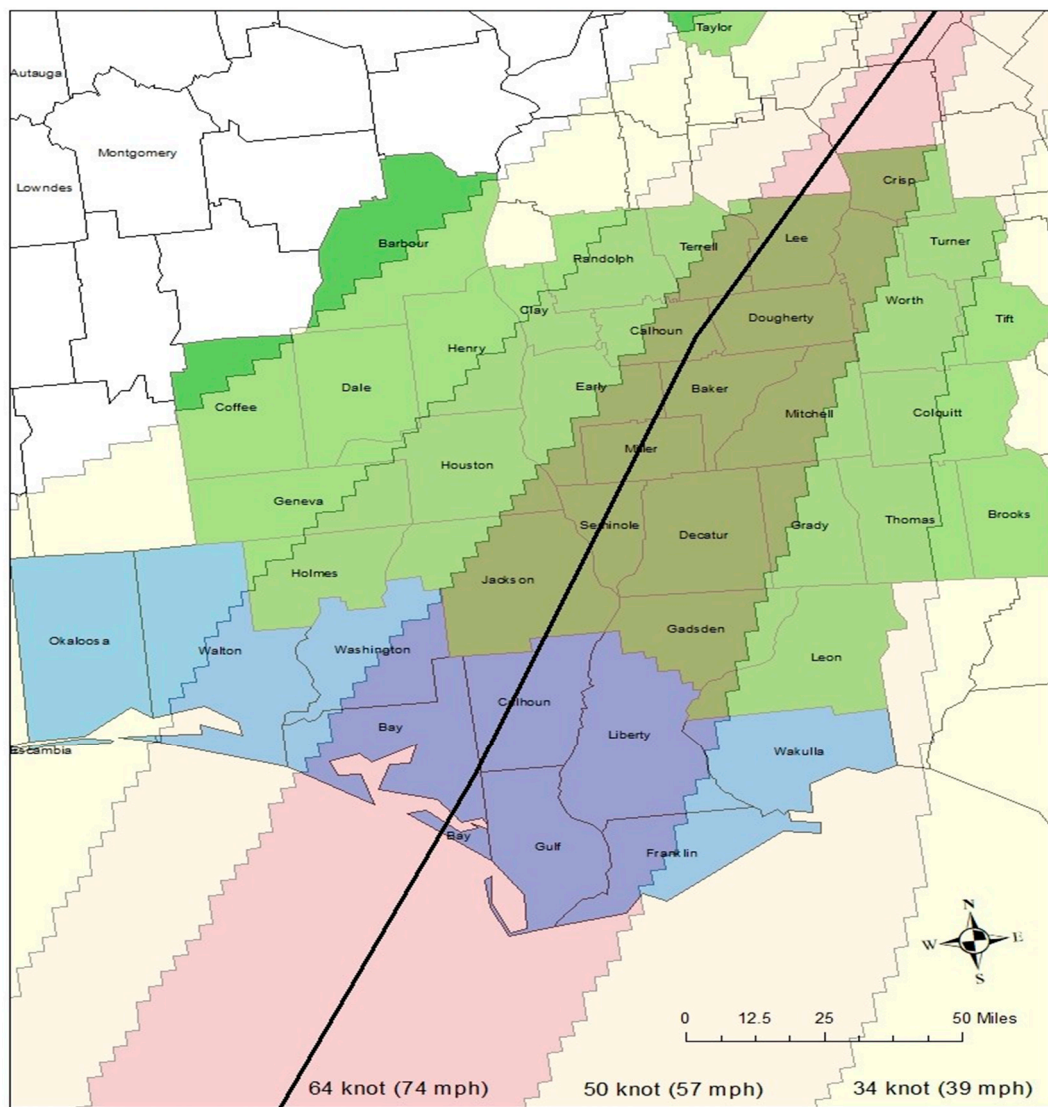 Taylor
Autauga
Montgomery
Lowndes
Crisp
Barbour
Lee
Turner
Terrell
Randolph
Worth
Clay
Dougherty
Tift
Calhoun
Henry
Dale
Early
Baker
Coffee
Mitchell
Colquitt
Miller
Houston
Geneva
Brooks
Seminole
Grady
Thomas
Decatur
Holmes
Jackson
Gadsden
Okaloosa
Walton
Washington
Leon
Calhoun
Bay
Liberty
Escambia
Wakulla
Bay
Gulf
Franklin
N
W E
S
0 12.5 25 50 Miles
64 knot (74 mph) 50 knot (57 mph) 34 knot (39 mph)